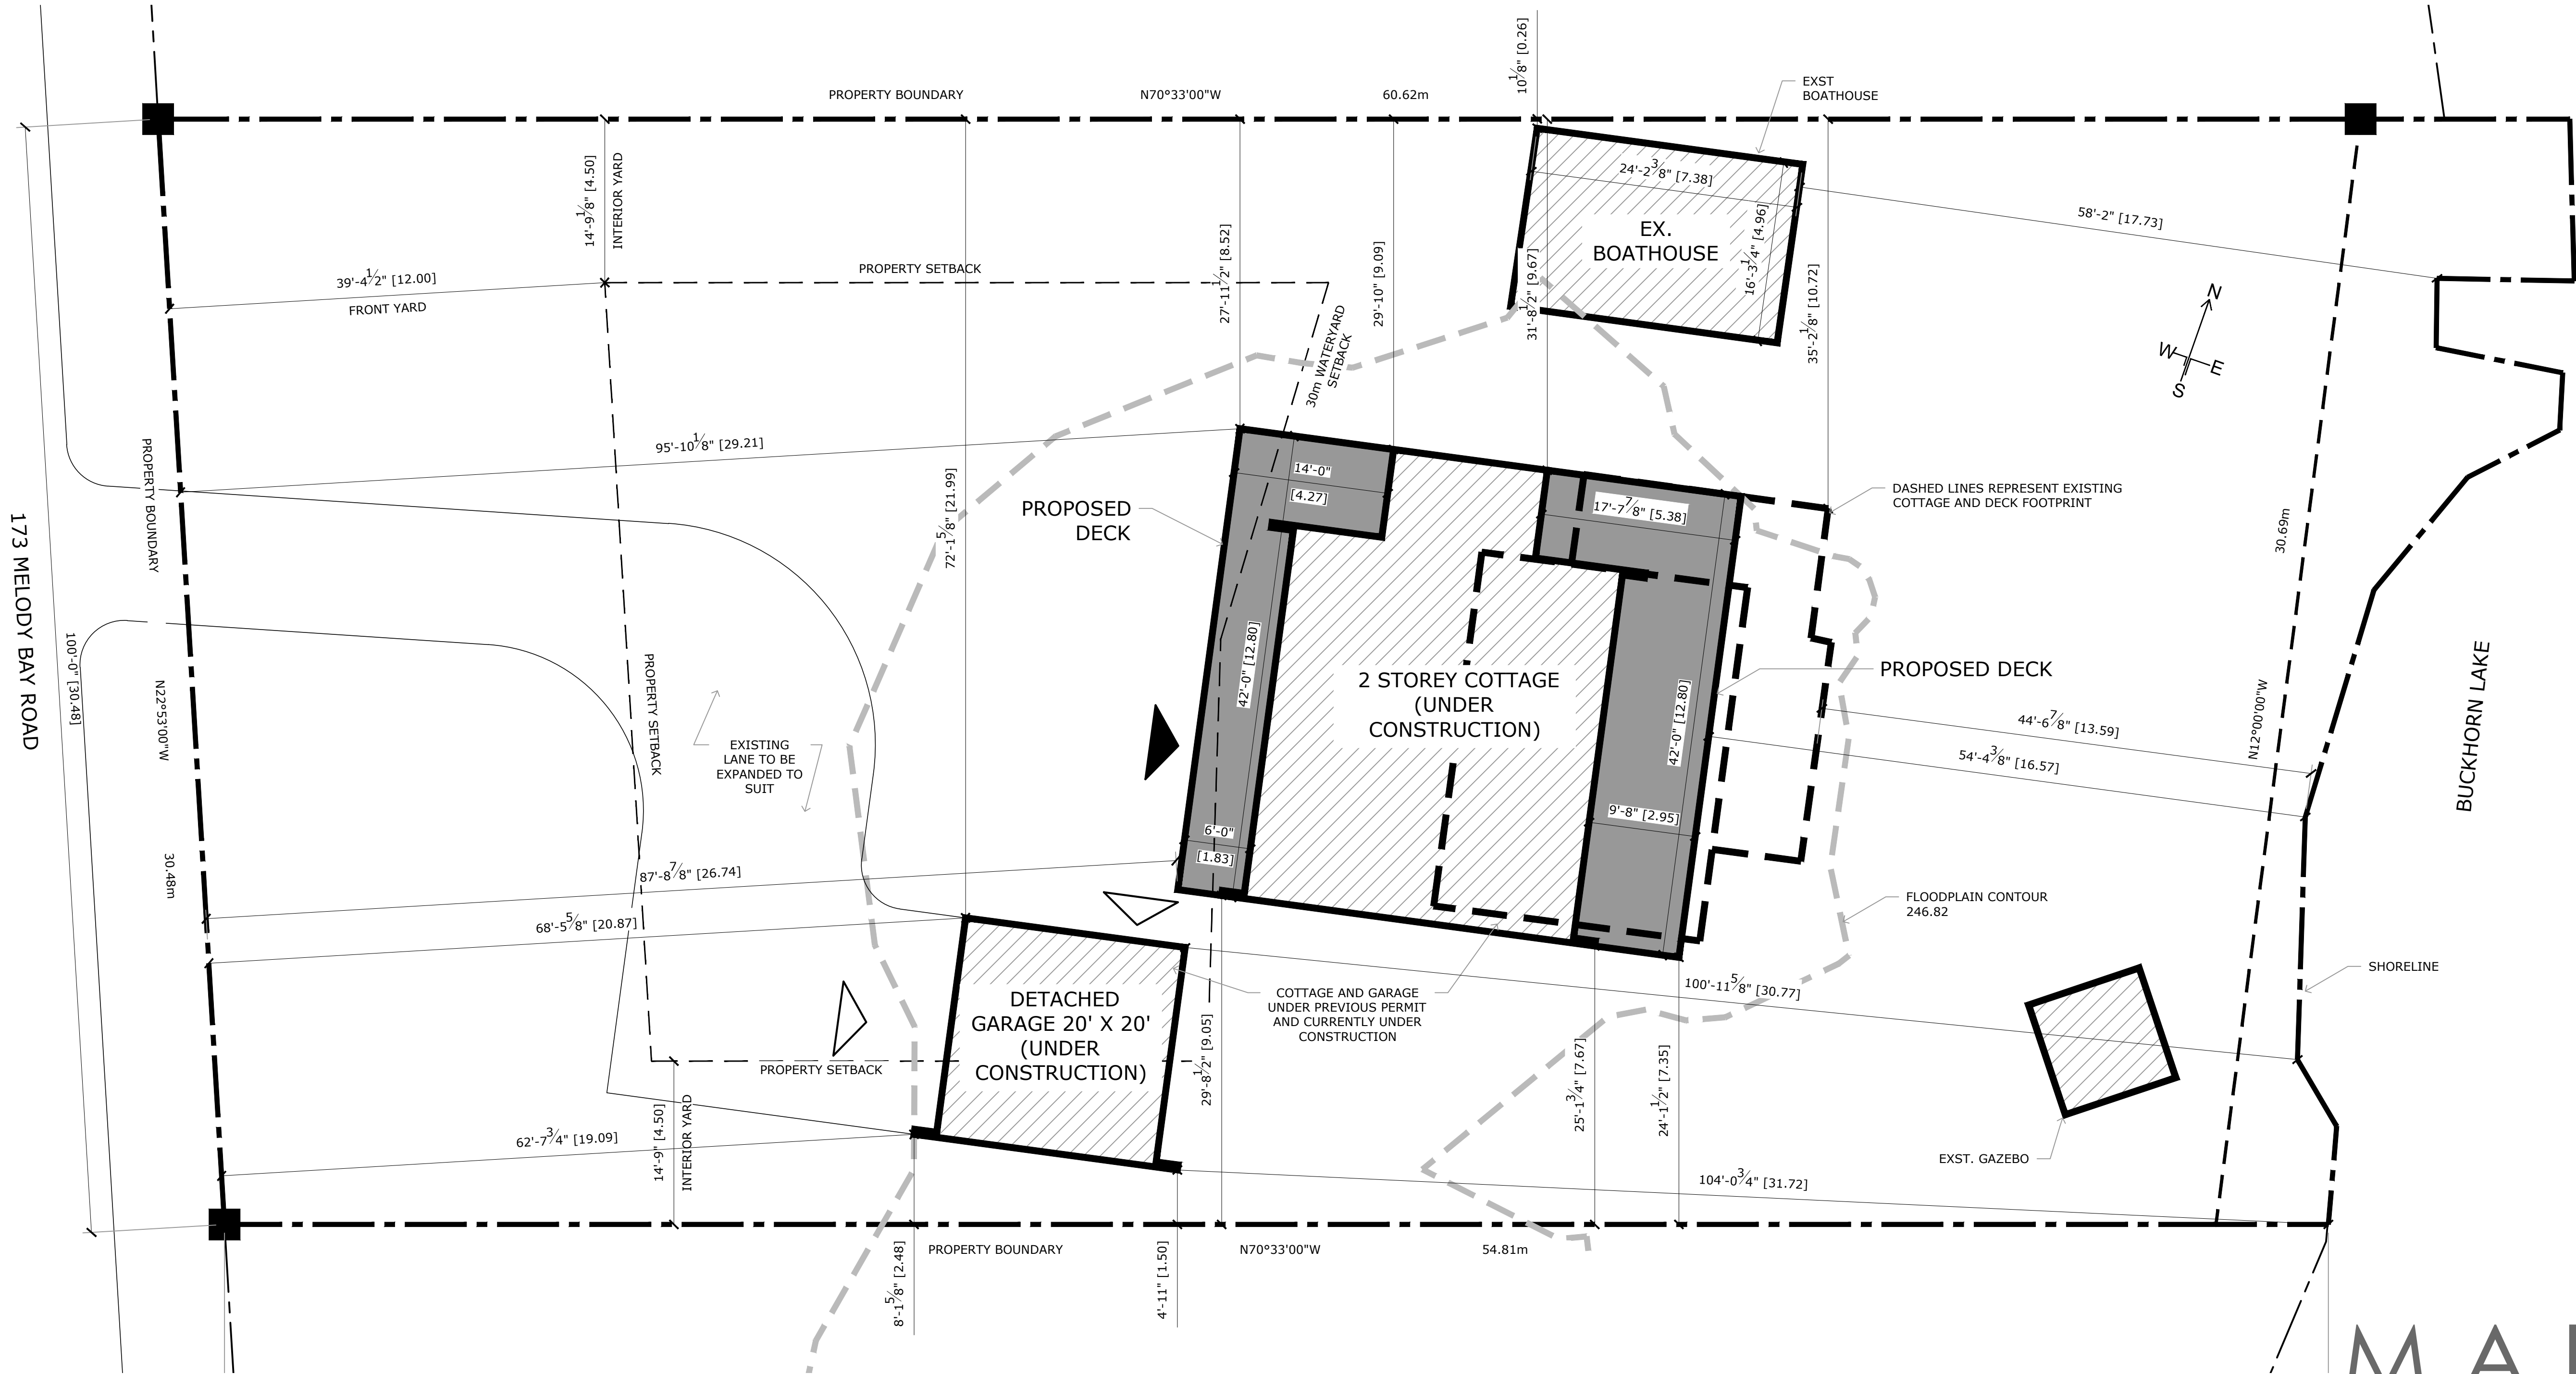 10 1/8" [0.26]
EXST
BOATHOUSE
PROPERTY BOUNDARY
N70°33'00"W
60.62m
14'-9 1/8" [4.50]
INTERIOR YARD
24'-2 3/8" [7.38]
EX.
BOATHOUSE
16'-3 1/4" [4.96]
58'-2" [17.73]
39'-4 1/2" [12.00]
FRONT YARD
PROPERTY SETBACK
27'-11 1/2" [8.52]
29'-10" [9.09]
31'-8 1/2" [9.67]
35'-2 1/8" [10.72]
30m WATERYARD
SETBACK
N
W
E
S
95'-10 1/8" [29.21]
PROPERTY BOUNDARY
72'-1 5/8" [21.99]
PROPOSED
DECK
14'-0"
[4.27]
17'-7 7/8" [5.38]
DASHED LINES REPRESENT EXISTING
COTTAGE AND DECK FOOTPRINT
30.69m
173 MELODY BAY ROAD
100'-0" [30.48]
N22°53'00"W
30.48m
PROPERTY SETBACK
EXISTING
LANE TO BE
EXPANDED TO
SUIT
42'-0" [12.80]
2 STOREY COTTAGE
(UNDER
CONSTRUCTION)
42'-0" [12.80]
PROPOSED DECK
44'-6 7/8" [13.59]
54'-4 3/8" [16.57]
N12°00'00"W
BUCKHORN LAKE
6'-0"
[1.83]
9'-8" [2.95]
87'-8 7/8" [26.74]
68'-5 5/8" [20.87]
FLOODPLAIN CONTOUR
246.82
SHORELINE
DETACHED
GARAGE 20' X 20'
(UNDER
CONSTRUCTION)
COTTAGE AND GARAGE
UNDER PREVIOUS PERMIT
AND CURRENTLY UNDER
CONSTRUCTION
100'-11 5/8" [30.77]
29'-8 1/2" [9.05]
25'-1 3/4" [7.67]
24'-1 1/2" [7.35]
PROPERTY SETBACK
14'-9" [4.50]
INTERIOR YARD
62'-7 3/4" [19.09]
EXST. GAZEBO
104'-0 3/4" [31.72]
8'-1 5/8" [2.48]
PROPERTY BOUNDARY
4'-11" [1.50]
N70°33'00"W
54.81m
MA